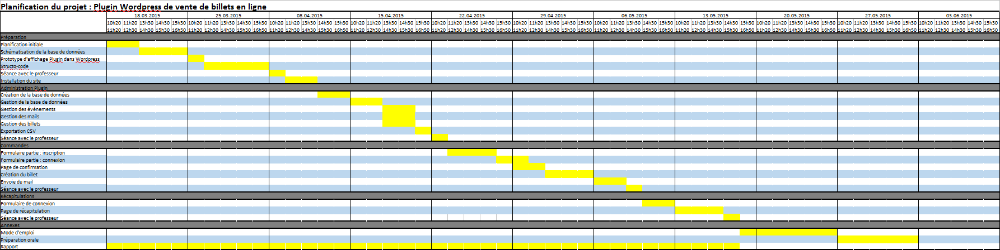 Planification du projet : Plugin Wordpress de vente de billets en ligne
18.03.2015 25.03.2015 08.04.2015 15.04.2015 22.04.2015 29.04.2015 06.05.2015 13.05.2015 20.05.2015 27.05.2015 03.06.2015
10h20 11h20 13h30 14h30 15h30 10h20 11h20 13h30 14h30 15h30 10h20 11h20 13h30 14h30 15h30 10h20 11h20 13h30 14h30 15h30 10h20 11h20 13h30 14h30 15h30 10h20 11h20 13h30 14h30 15h30 10h20 11h20 13h30 14h30 15h30 10h20 11h20 13h30 14h30 15h30 10h20 11h20 13h30 14h30 15h30 10h20 11h20 13h30 14h30 15h30 10h20 11h20 13h30 14h30 15h30
11h20 12h30 14h30 15h30 16h50 11h20 12h30 14h30 15h30 16h50 11h20 12h30 14h30 15h30 16h50 11h20 12h30 14h30 15h30 16h50 11h20 12h30 14h30 15h30 16h50 11h20 12h30 14h30 15h30 16h50 11h20 12h30 14h30 15h30 16h50 11h20 12h30 14h30 15h30 16h50 11h20 12h30 14h30 15h30 16h50 11h20 12h30 14h30 15h30 16h50 11h20 12h30 14h30 15h30 16h50
Préparation
Planification initiale
Schématisation de la base de données
Prototype d'affichage Plugin dans Wordpress
Structo-code
Séance avec le professeur
Installation du site
Administration Plugin
Création de la base de données
Gestion de la base de données
Gestion des événements
Gestion des mails
Gestion des billets
Exportation CSV
Séance avec le professeur
Commandes
Formulaire partie : inscription
Formulaire partie : connexion
Page de confirmation
Création du billet
Envoie du mail
Séance avec le professeur
Récapitulations
Formulaire de connexion
Page de récapitulation
Séance avec le professeur
Annexes
Mode d'emploi
Préparation orale
Rapport